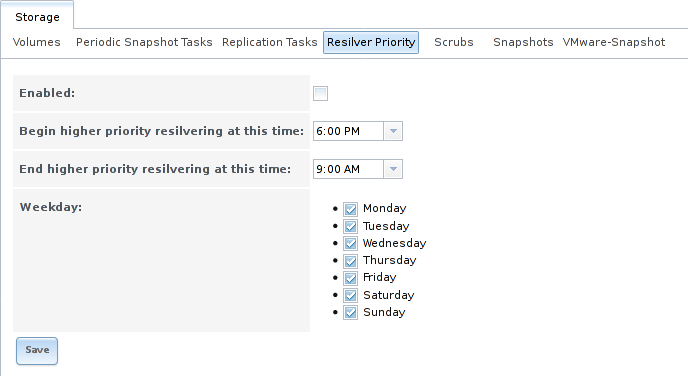 Storage
Volumes Periodic Snapshot Tasks Replication Tasks Resilver Priority Scrubs Snapshots VMware-Snapshot
Enabled:
Begin higher priority resilvering at this time: 6:00 PM
End higher priority resilvering at this time: 9:00 AM
Weekday:
Monday
Tuesday
Wednesday
Thursday
Friday
Saturday
Sunday
Save